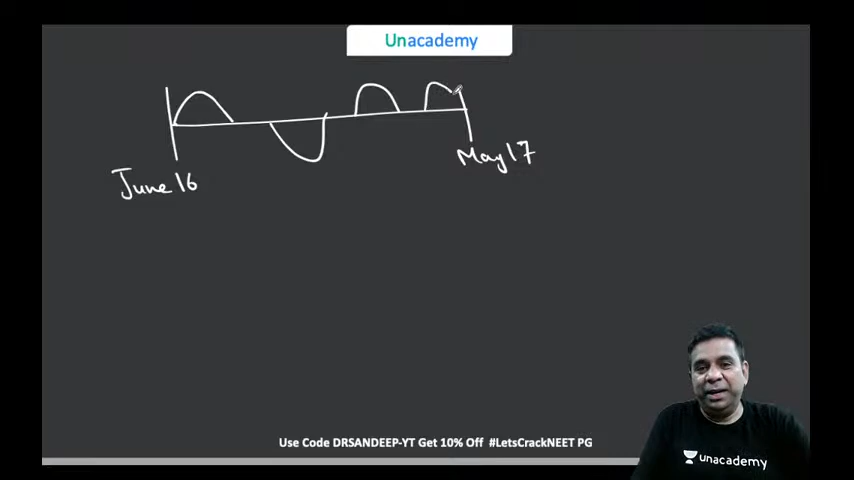 Unacademy
June 16
May 17
Use Code DRSANDEEP-YT Get 10% Off #LetsCrackNEET PG
unacademy